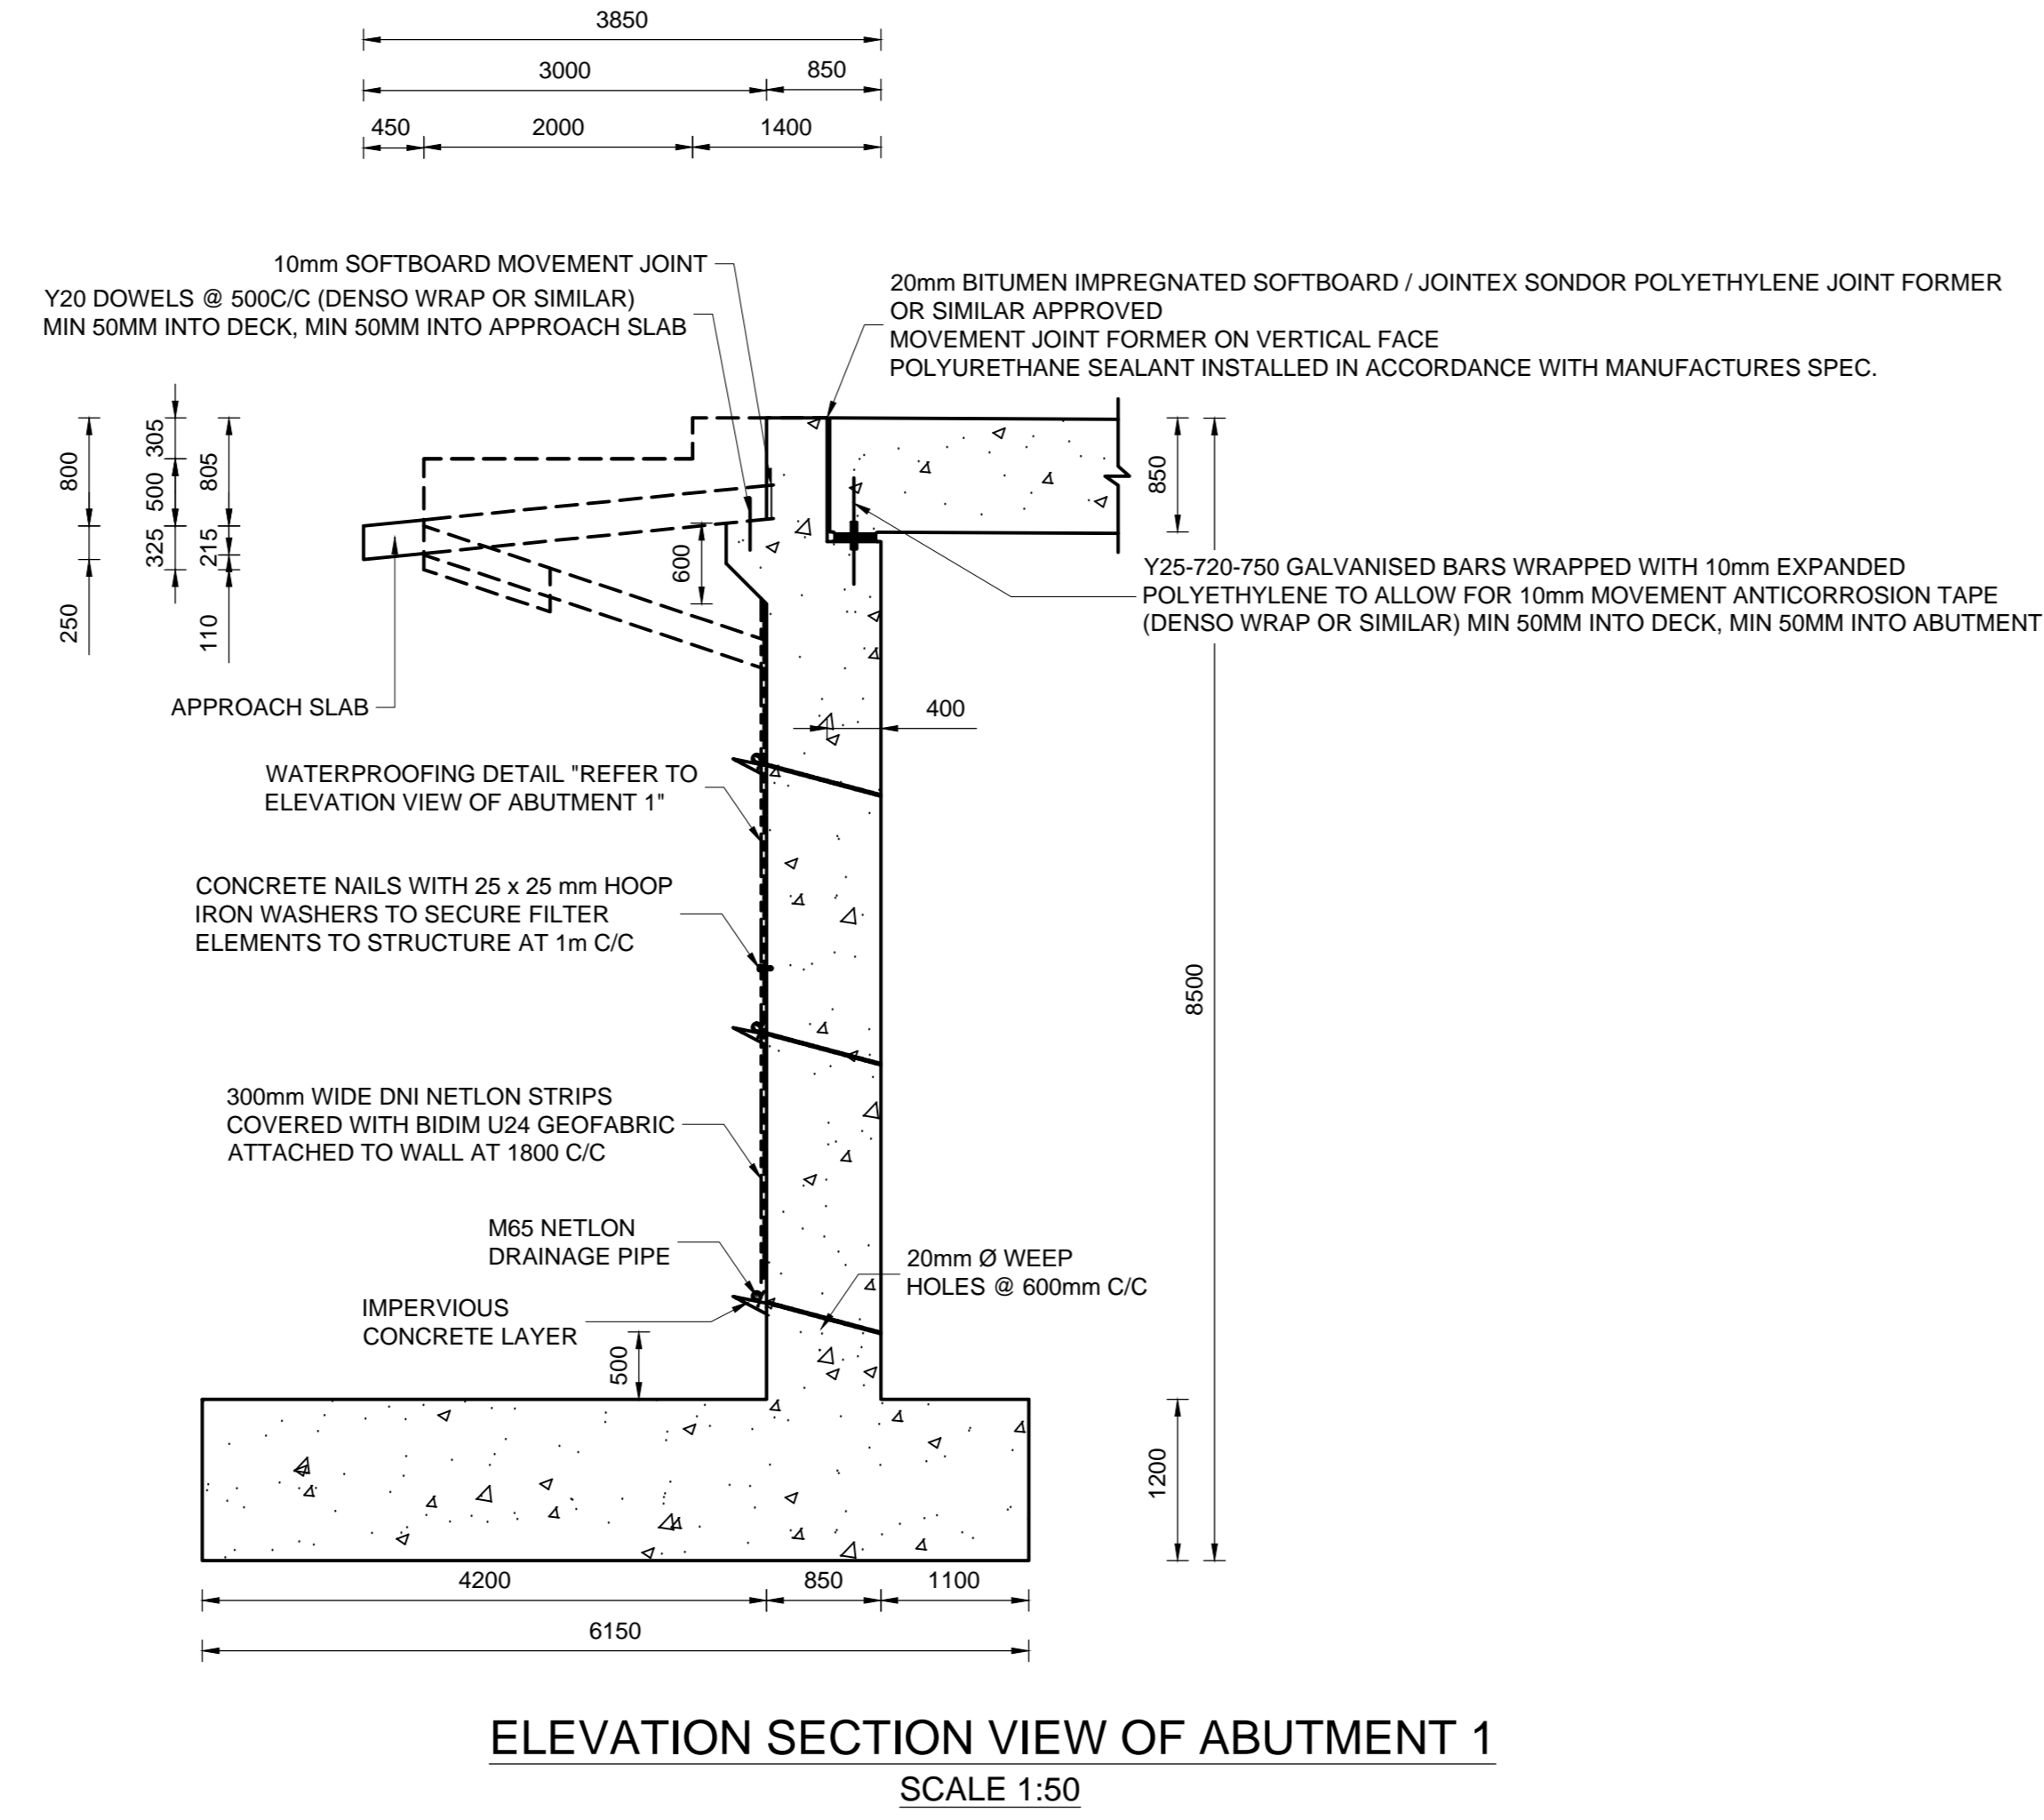 3850
3000
850
450
2000
1400
10mm SOFTBOARD MOVEMENT JOINT
Y20 DOWELS @ 500C/C (DENSO WRAP OR SIMILAR)
MIN 50MM INTO DECK, MIN 50MM INTO APPROACH SLAB
20mm BITUMEN IMPREGNATED SOFTBOARD / JOINTEX SONDOR POLYETHYLENE JOINT FORMER
OR SIMILAR APPROVED
MOVEMENT JOINT FORMER ON VERTICAL FACE
POLYURETHANE SEALANT INSTALLED IN ACCORDANCE WITH MANUFACTURES SPEC.
800
250
305
500
325
805
215
110
600
850
Y25-720-750 GALVANISED BARS WRAPPED WITH 10mm EXPANDED
POLYETHYLENE TO ALLOW FOR 10mm MOVEMENT ANTICORROSION TAPE
(DENSO WRAP OR SIMILAR) MIN 50MM INTO DECK, MIN 50MM INTO ABUTMENT
APPROACH SLAB
400
WATERPROOFING DETAIL "REFER TO
ELEVATION VIEW OF ABUTMENT 1"
CONCRETE NAILS WITH 25 x 25 mm HOOP
IRON WASHERS TO SECURE FILTER
ELEMENTS TO STRUCTURE AT 1m C/C
8500
300mm WIDE DNI NETLON STRIPS
COVERED WITH BIDIM U24 GEOFABRIC
ATTACHED TO WALL AT 1800 C/C
M65 NETLON
DRAINAGE PIPE
20mm Ø WEEP
HOLES @ 600mm C/C
IMPERVIOUS
CONCRETE LAYER
500
1200
4200
850
1100
6150
ELEVATION SECTION VIEW OF ABUTMENT 1
SCALE 1:50